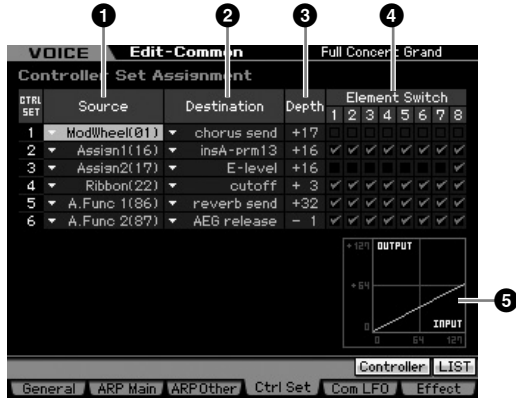 1 2 3 4
VOICE Edit-Common Full Concert Grand
Controller Set Assignment
CTRL SET Source Destination Depth Element Switch
1 2 3 4 5 6 7 8
1 ModWheel(01) chorus send +17
2 Assign1(16) insA-prm13 +16
3 Assign2(17) E-level +16
4 Ribbon(22) cutoff + 3
5 A.Func 1(86) reverb send +32
6 A.Func 2(87) AEG release - 1
+127 OUTPUT
+64
5
0 INPUT
0 64 127
Controller LIST
General ARP Main ARP Other Ctrl Set Com LFO Effect